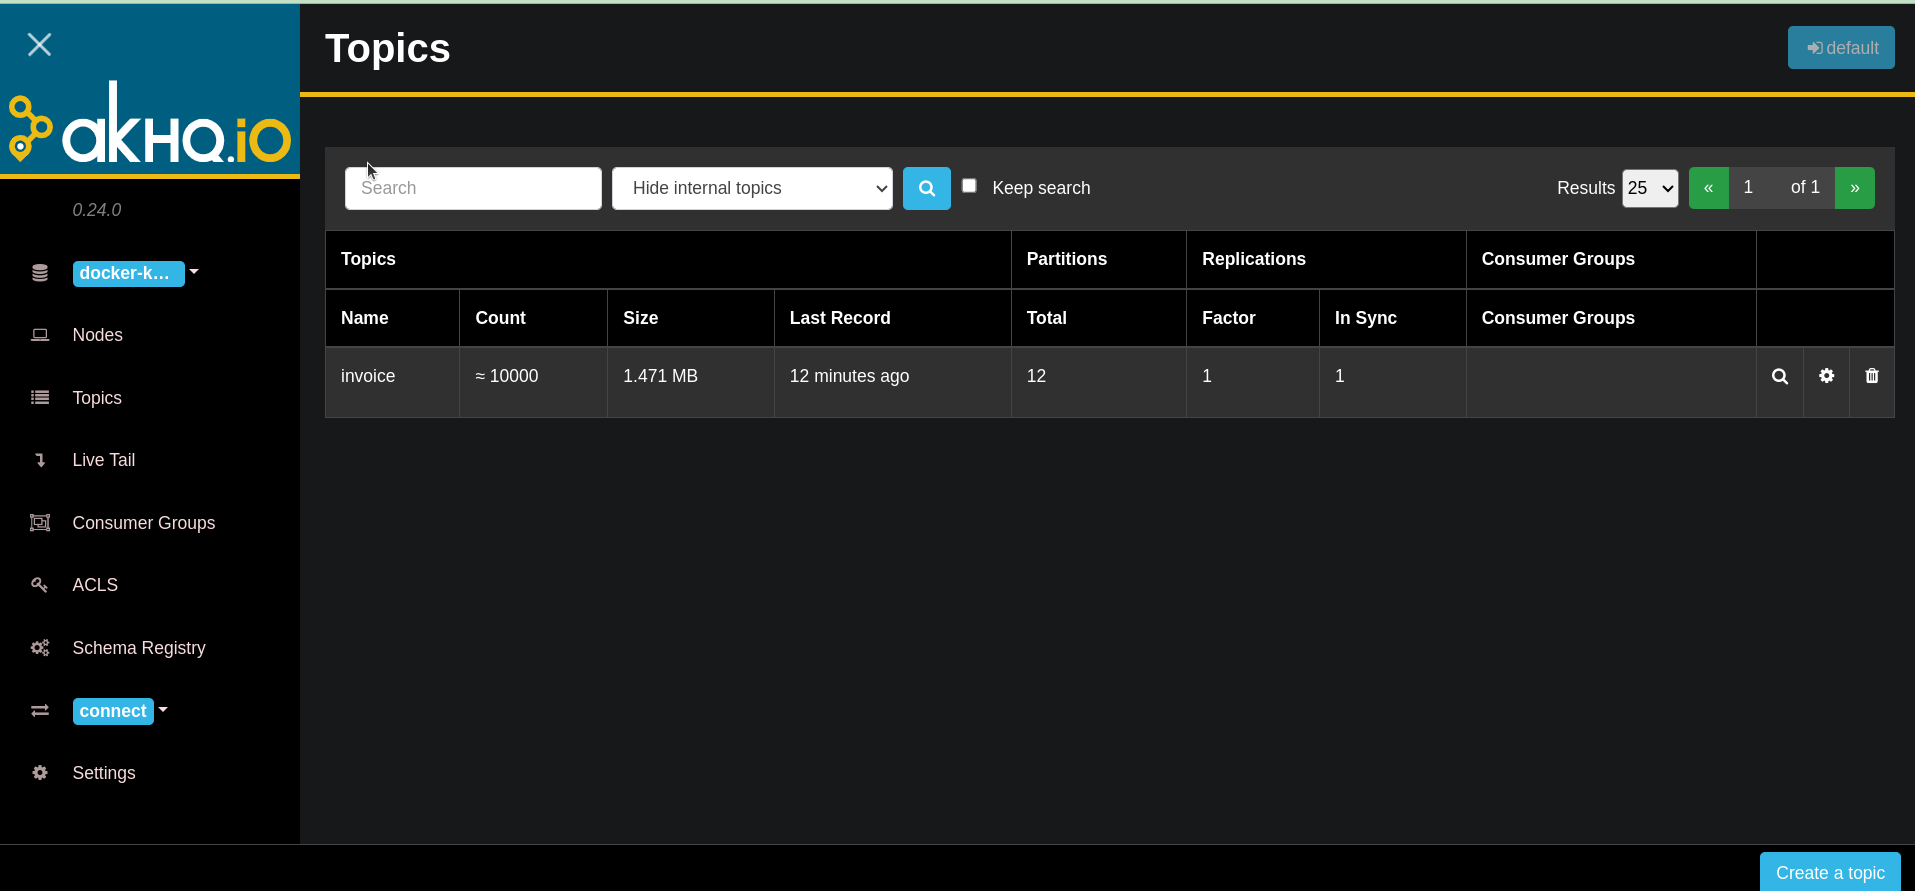 Topics
default
akHQ.io
0.24.0
docker-k...
Nodes
Topics
Live Tail
Consumer Groups
ACLS
Schema Registry
connect
Settings
Search Hide internal topics Keep search Results 25 « 1 of 1 »
Topics Partitions Replications Consumer Groups
Name Count Size Last Record Total Factor In Sync Consumer Groups
invoice ≈ 10000 1.471 MB 12 minutes ago 12 1 1
Create a topic